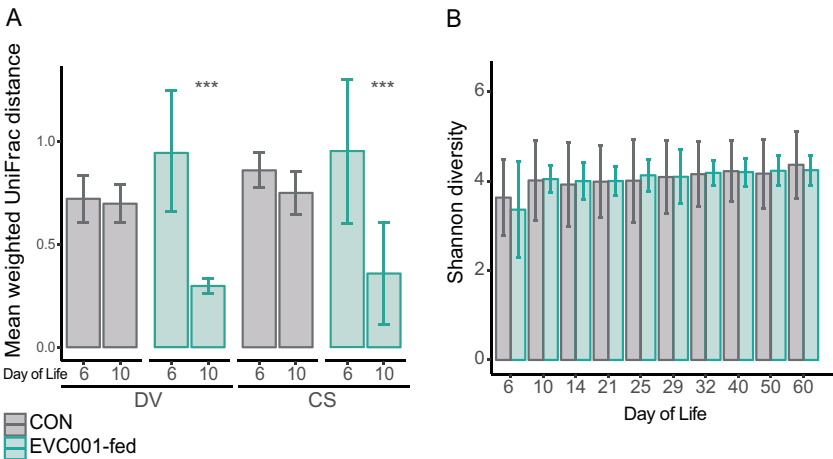 A
Mean weighted UniFrac distance
1.0
0.5
0.0
***
***
Day of Life
6 10 6 10 6 10 6 10
DV CS
CON
EVC001-fed
B
Shannon diversity
6
4
2
0
6 10 14 21 25 29 32 40 50 60
Day of Life